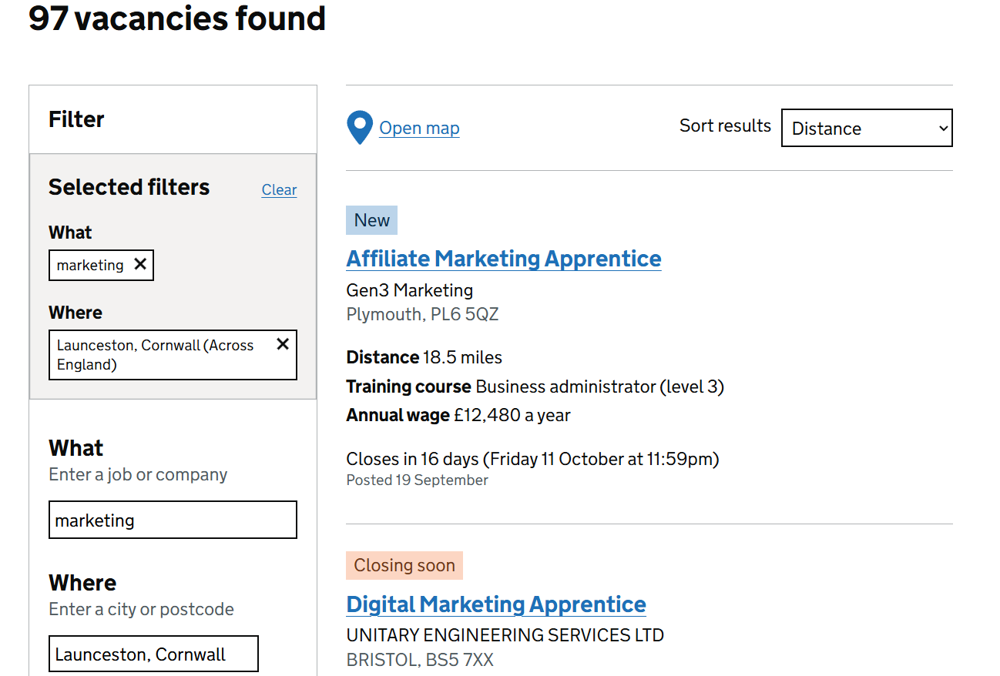 97 vacancies found
Filter
Selected filters
Clear
What
marketing
Where
Launceston, Cornwall (Across
England)
What
Enter a job or company
marketing
Where
Enter a city or postcode
Launceston, Cornwall
Open map
Sort results
Distance
New
Affiliate Marketing Apprentice
Gen3 Marketing
Plymouth, PL6 5QZ
Distance 18.5 miles
Training course Business administrator (level 3)
Annual wage £12,480 a year
Closes in 16 days (Friday 11 October at 11:59pm)
Posted 19 September
Closing soon
Digital Marketing Apprentice
UNITARY ENGINEERING SERVICES LTD
BRISTOL, BS5 7XX